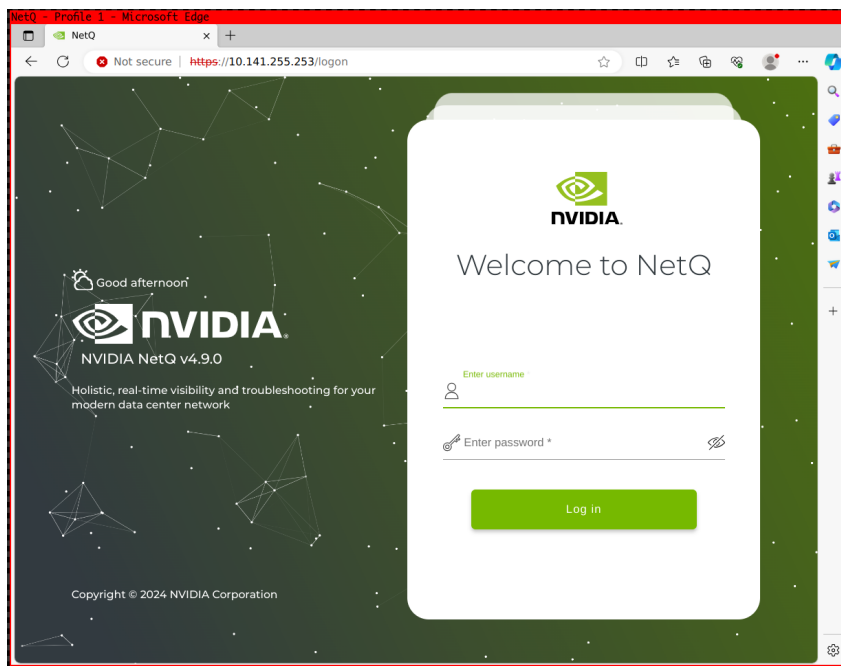 NetQ - Profile 1 - Microsoft Edge
NetQ
Not secure | https://10.141.255.253/logon
Good afternoon
NVIDIA.
NVIDIA NetQ v4.9.0
Holistic, real-time visibility and troubleshooting for your
modern data center network
Copyright © 2024 NVIDIA Corporation
NVIDIA.
Welcome to NetQ
Enter username *
Enter password *
Log in